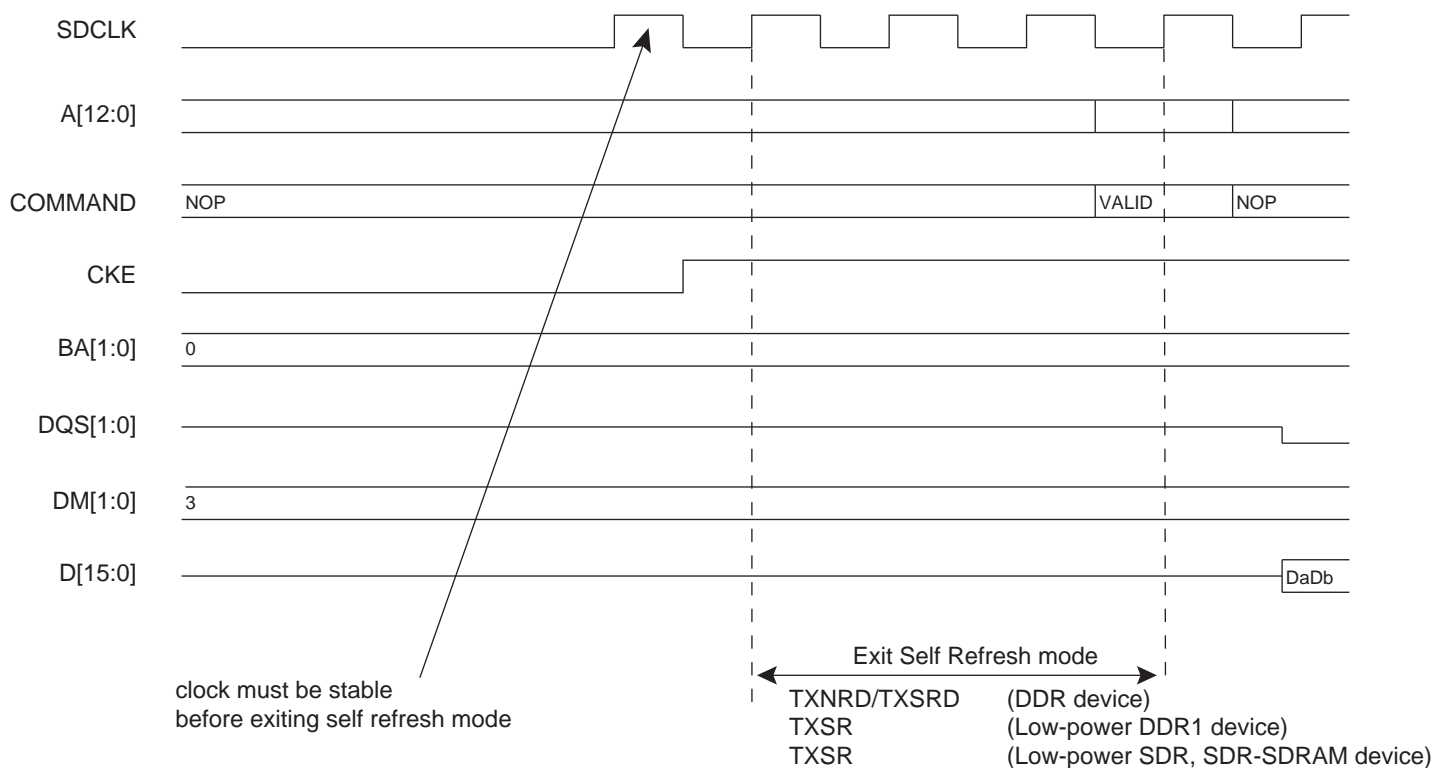 SDCLK
A[12:0]
COMMAND NOP VALID NOP
CKE
BA[1:0] 0
DQS[1:0]
DM[1:0] 3
D[15:0] DaDb
Exit Self Refresh mode
clock must be stable
before exiting self refresh mode
TXNRD/TXSRD (DDR device)
TXSR (Low-power DDR1 device)
TXSR (Low-power SDR, SDR-SDRAM device)